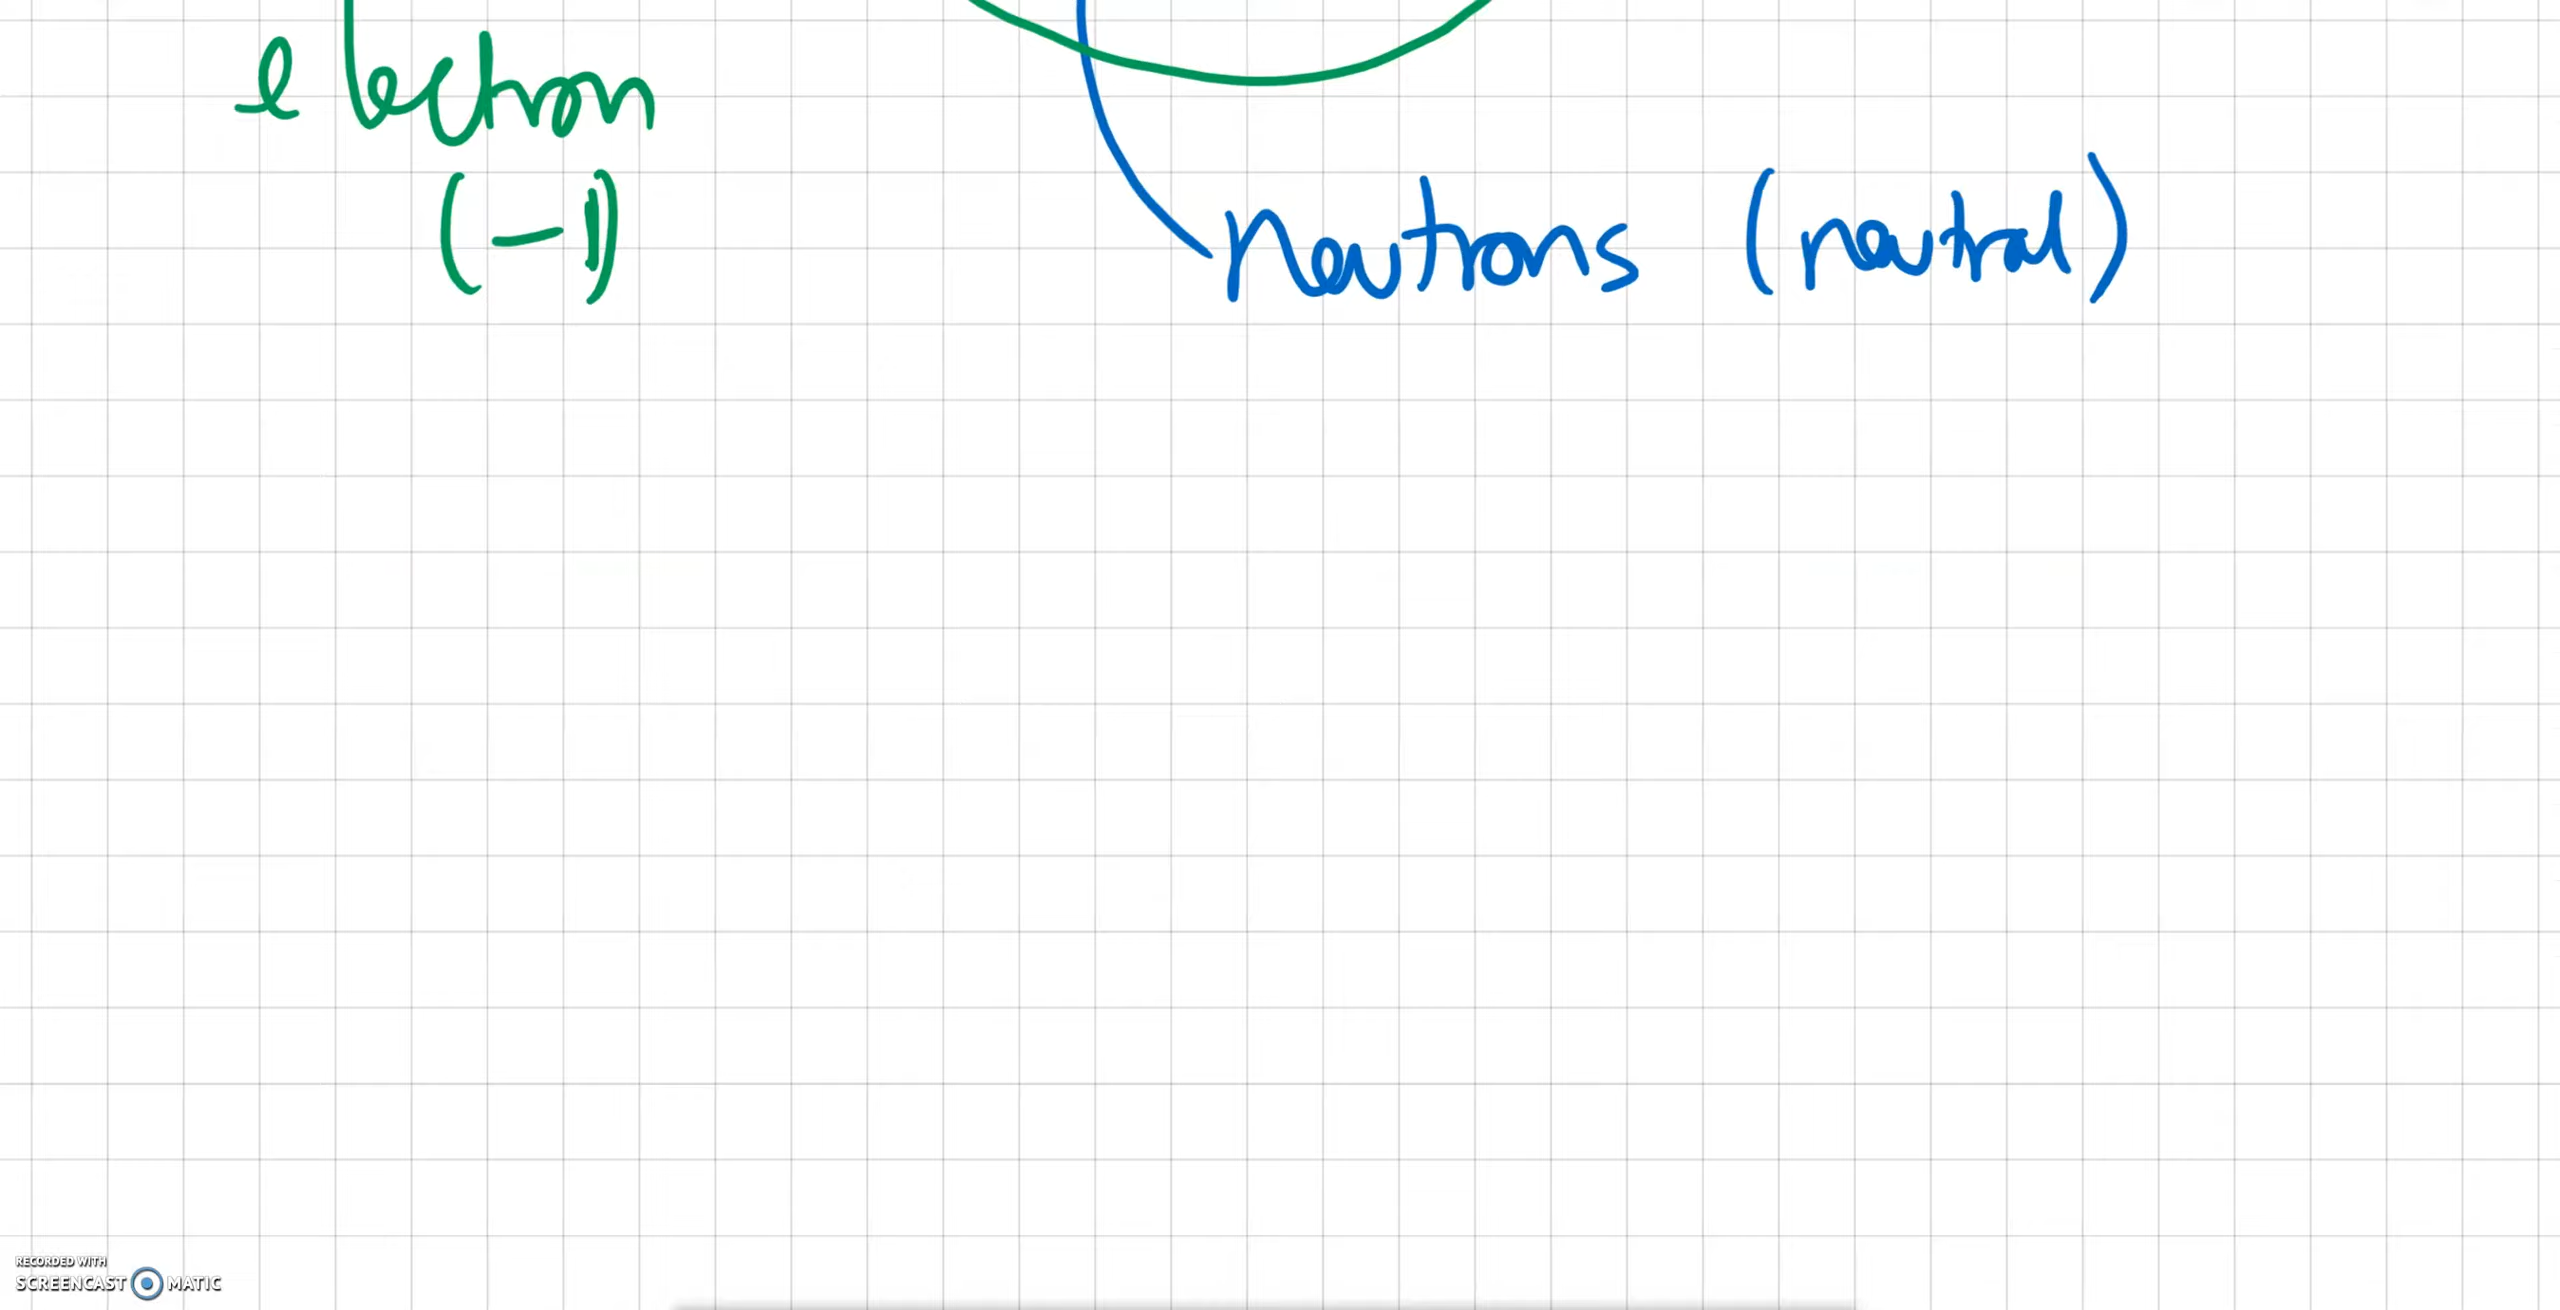 electron
(-1)
neutrons (neutral)
RECORDED WITH
SCREENCAST MATIC